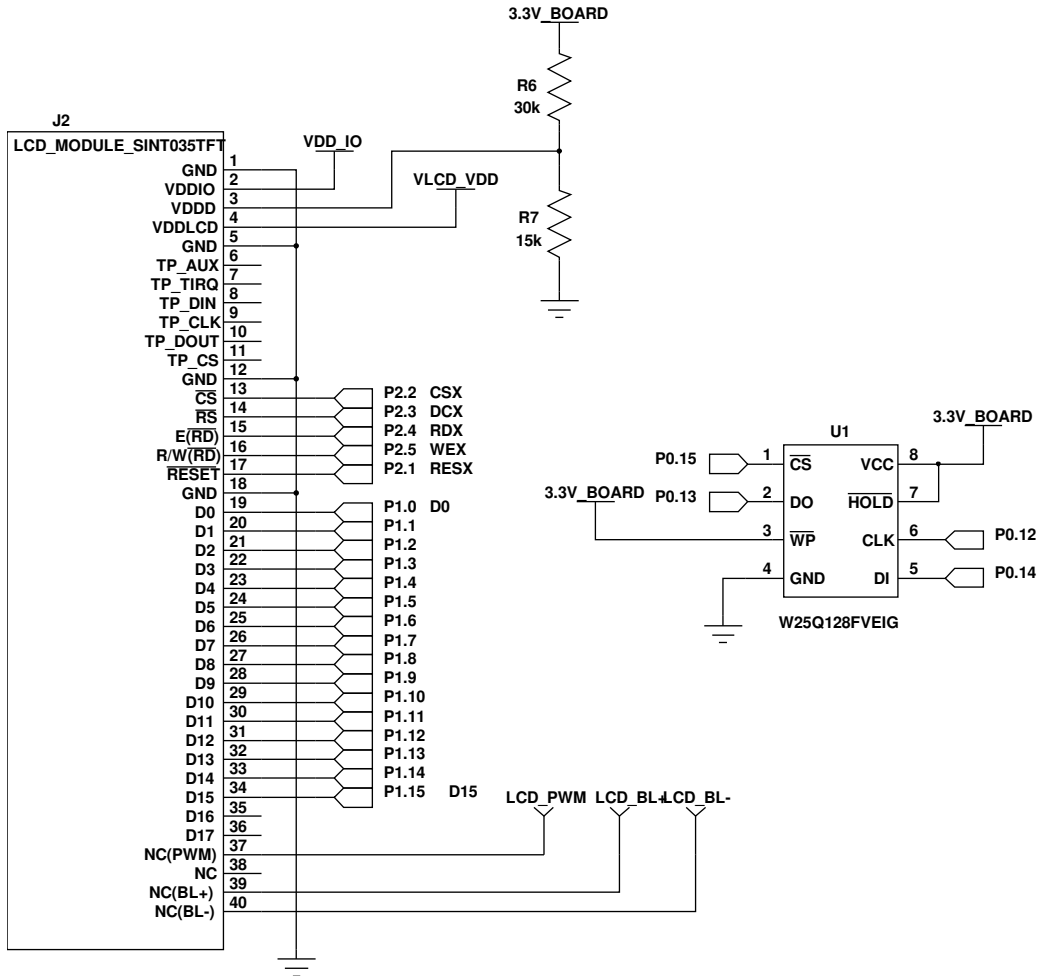 3.3V_BOARD
R6
30k
J2
LCD_MODULE_SINT035TFT
VDD_IO
GND 1
VDDIO 2
VLCD_VDD
VDDD 3
VDDLCD 4
R7
15k
GND 5
TP_AUX 6
TP_TIRQ 7
TP_DIN 8
TP_CLK 9
TP_DOUT 10
TP_CS 11
GND 12
CS 13 P2.2 CSX
RS 14 P2.3 DCX
E(RD) 15 P2.4 RDX
R/W(RD) 16 P2.5 WEX
RESET 17 P2.1 RESX
GND 18
D0 19 P1.0 D0
D1 20 P1.1
D2 21 P1.2
D3 22 P1.3
D4 23 P1.4
D5 24 P1.5
D6 25 P1.6
D7 26 P1.7
D8 27 P1.8
D9 28 P1.9
D10 29 P1.10
D11 30 P1.11
D12 31 P1.12
D13 32 P1.13
D14 33 P1.14
D15 34 P1.15 D15
D16 35
D17 36
NC(PWM) 37
NC 38
NC(BL+) 39
NC(BL-) 40
LCD_PWM LCD_BL+ LCD_BL-
3.3V_BOARD
U1
P0.15 1 CS VCC 8
3.3V_BOARD
P0.13 2 DO HOLD 7
3 WP CLK 6 P0.12
4 GND DI 5 P0.14
W25Q128FVEIG